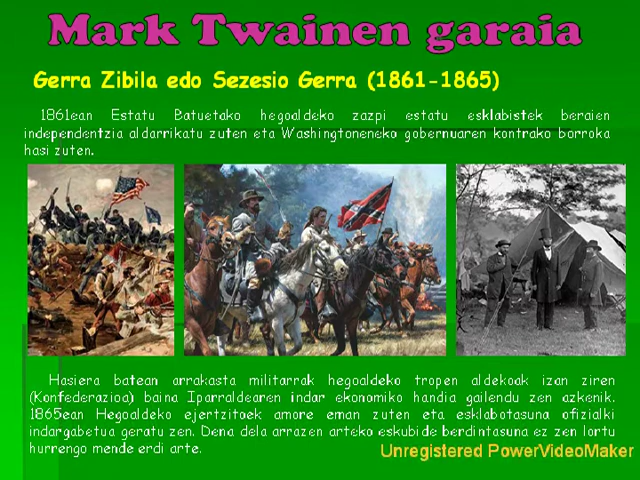 Mark Twainen garaia
Gerra Zibila edo Sezesio Gerra (1861-1865)
1861ean Estatu Batuetako hegoaldeko zazpi estatu esklabistek beraien
independentzia aldarrikatu zuten eta Washingtoneneko gobernuaren kontrako borroka
hasi zuten.
Hasiera batean arrakasta militarrak hegoaldeko tropen aldekoak izan ziren
(Konfederazioa) baina Iparraldearen indar ekonomiko handia gailendu zen azkenik.
1865ean Hegoaldeko ejertzitoek amore eman zuten eta esklabotasuna ofizialki
indargabetua geratu zen. Dena dela arrazen arteko eskubide berdintasuna ez zen lortu
hurrengo mende erdi arte.
Unregistered PowerVideoMaker